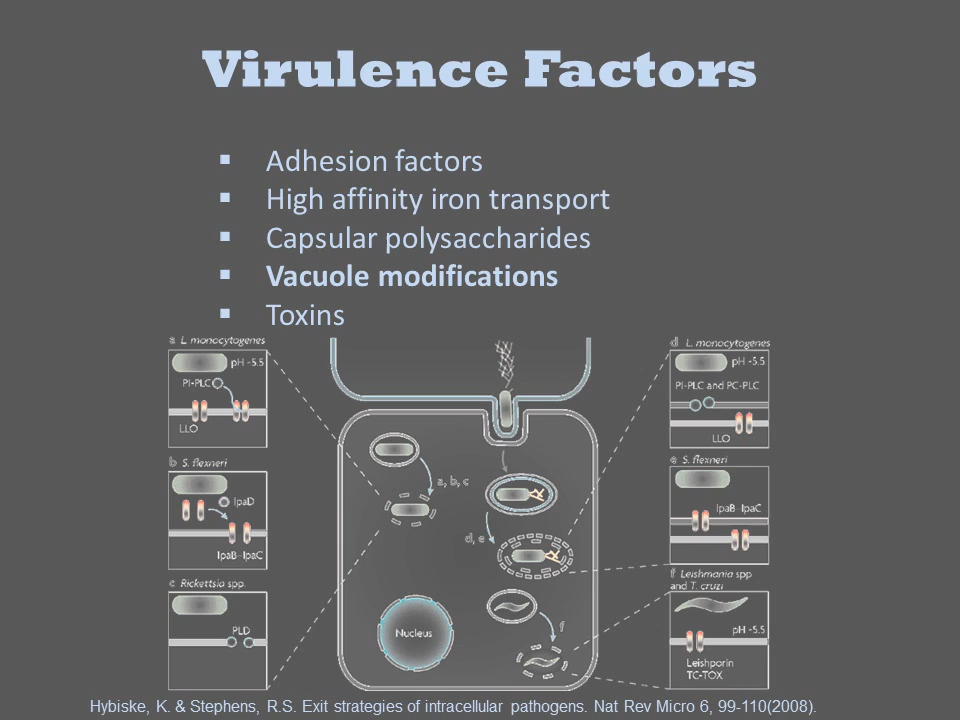 Virulence Factors
▪ Adhesion factors
▪ High affinity iron transport
▪ Capsular polysaccharides
▪ Vacuole modifications
▪ Toxins
a L monocytogenes
pH ~5.5
PI-PLC
LLO
b S. flexneri
IpaD
IpaB-IpaC
c Rickettsia spp.
PLD
a, b, c
d, e
f
Nucleus
d L. monocytogenes
pH ~5.5
PI-PLC and PC-PLC
LLO
e S. flexneri
IpaB-IpaC
f Leishmania spp
and T. cruzi
pH ~5.5
Leishporin
TC-TOX
Hybiske, K. & Stephens, R.S. Exit strategies of intracellular pathogens. Nat Rev Micro 6, 99-110(2008).